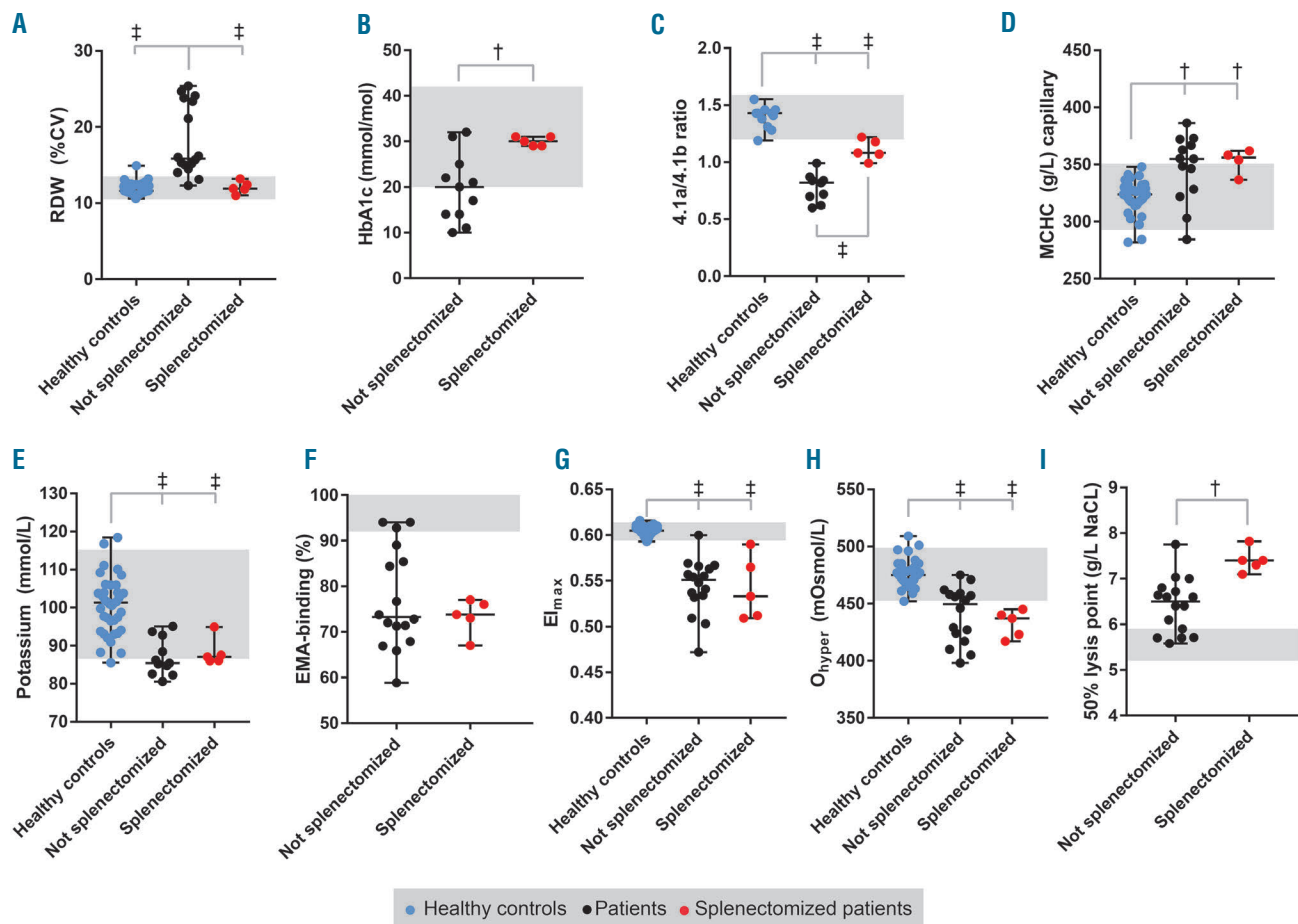 A
RDW (%CV)
30
20
10
0
‡ ‡
Healthy controls
Not splenectomized
Splenectomized
B
HbA1c (mmol/mol)
50
40
30
20
10
0
†
Not splenectomized
Splenectomized
C
4.1a/4.1b ratio
2.0
1.5
1.0
0.5
0.0
‡ ‡
‡
Healthy controls
Not splenectomized
Splenectomized
D
MCHC (g/L) capillary
450
400
350
300
250
† †
Healthy controls
Not splenectomized
Splenectomized
E
Potassium (mmol/L)
130
120
110
100
90
80
70
‡ ‡
Healthy controls
Not splenectomized
Splenectomized
F
EMA-binding (%)
100
90
80
70
60
50
Not splenectomized
Splenectomized
G
EImax
0.65
0.60
0.55
0.50
0.45
0.40
‡ ‡
Healthy controls
Not splenectomized
Splenectomized
H
Ohyper (mOsmol/L)
550
500
450
400
350
‡ ‡
Healthy controls
Not splenectomized
Splenectomized
I
50% lysis point (g/L NaCL)
9
8
7
6
5
4
†
Not splenectomized
Splenectomized
Healthy controls Patients Splenectomized patients